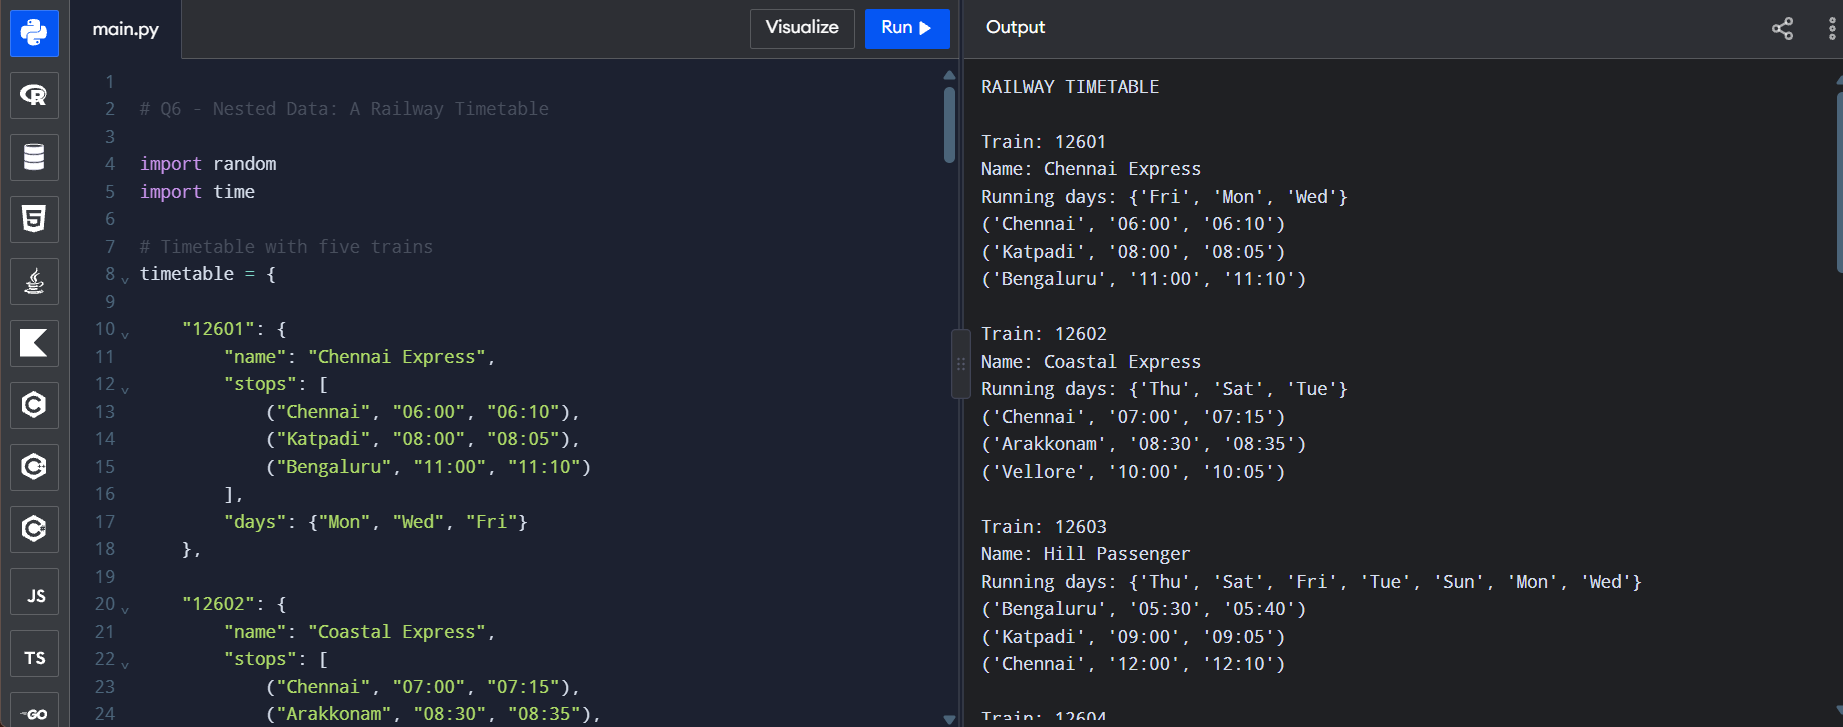 main.py
Visualize
Run
1
2 # Q6 - Nested Data: A Railway Timetable
3
4 import random
5 import time
6
7 # Timetable with five trains
8 timetable = {
9
10 "12601": {
11 "name": "Chennai Express",
12 "stops": [
13 ("Chennai", "06:00", "06:10"),
14 ("Katpadi", "08:00", "08:05"),
15 ("Bengaluru", "11:00", "11:10")
16 ],
17 "days": {"Mon", "Wed", "Fri"}
18 },
19
20 "12602": {
21 "name": "Coastal Express",
22 "stops": [
23 ("Chennai", "07:00", "07:15"),
24 ("Arakkonam", "08:30", "08:35"),
R
5
C
C
C
JS
TS
GO
Output
RAILWAY TIMETABLE
Train: 12601
Name: Chennai Express
Running days: {'Fri', 'Mon', 'Wed'}
('Chennai', '06:00', '06:10')
('Katpadi', '08:00', '08:05')
('Bengaluru', '11:00', '11:10')
Train: 12602
Name: Coastal Express
Running days: {'Thu', 'Sat', 'Tue'}
('Chennai', '07:00', '07:15')
('Arakkonam', '08:30', '08:35')
('Vellore', '10:00', '10:05')
Train: 12603
Name: Hill Passenger
Running days: {'Thu', 'Sat', 'Fri', 'Tue', 'Sun', 'Mon', 'Wed'}
('Bengaluru', '05:30', '05:40')
('Katpadi', '09:00', '09:05')
('Chennai', '12:00', '12:10')
Train: 12604